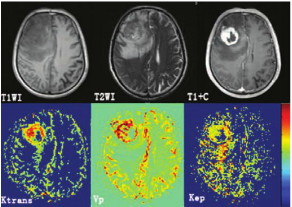 T1WI
T2WI
T1+C
Ktrans
Vp
Kep